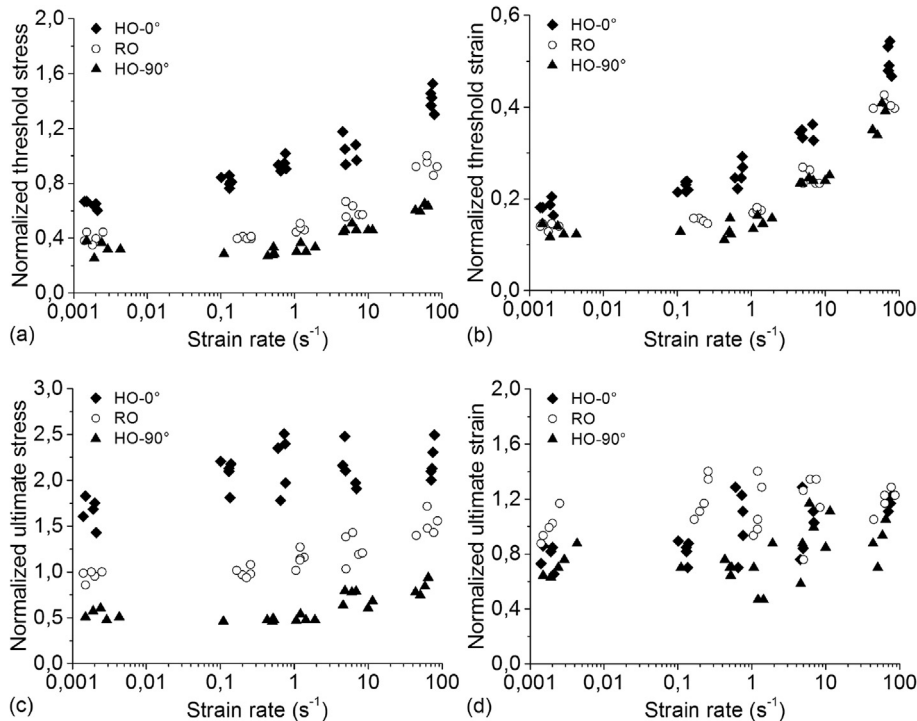 Normalized threshold stress
2,0
1,6
1,2
0,8
0,4
0,0
HO-0°
RO
HO-90°
0,001
0,01
0,1
1
10
100
(a)
Strain rate (s⁻¹)
Normalized threshold strain
0,6
0,4
0,2
0,0
HO-0°
RO
HO-90°
0,001
0,01
0,1
1
10
100
(b)
Strain rate (s⁻¹)
Normalized ultimate stress
3,0
2,5
2,0
1,5
1,0
0,5
0,0
HO-0°
RO
HO-90°
0,001
0,01
0,1
1
10
100
(c)
Strain rate (s⁻¹)
Normalized ultimate strain
2,0
1,6
1,2
0,8
0,4
0,0
HO-0°
RO
HO-90°
0,001
0,01
0,1
1
10
100
(d)
Strain rate (s⁻¹)